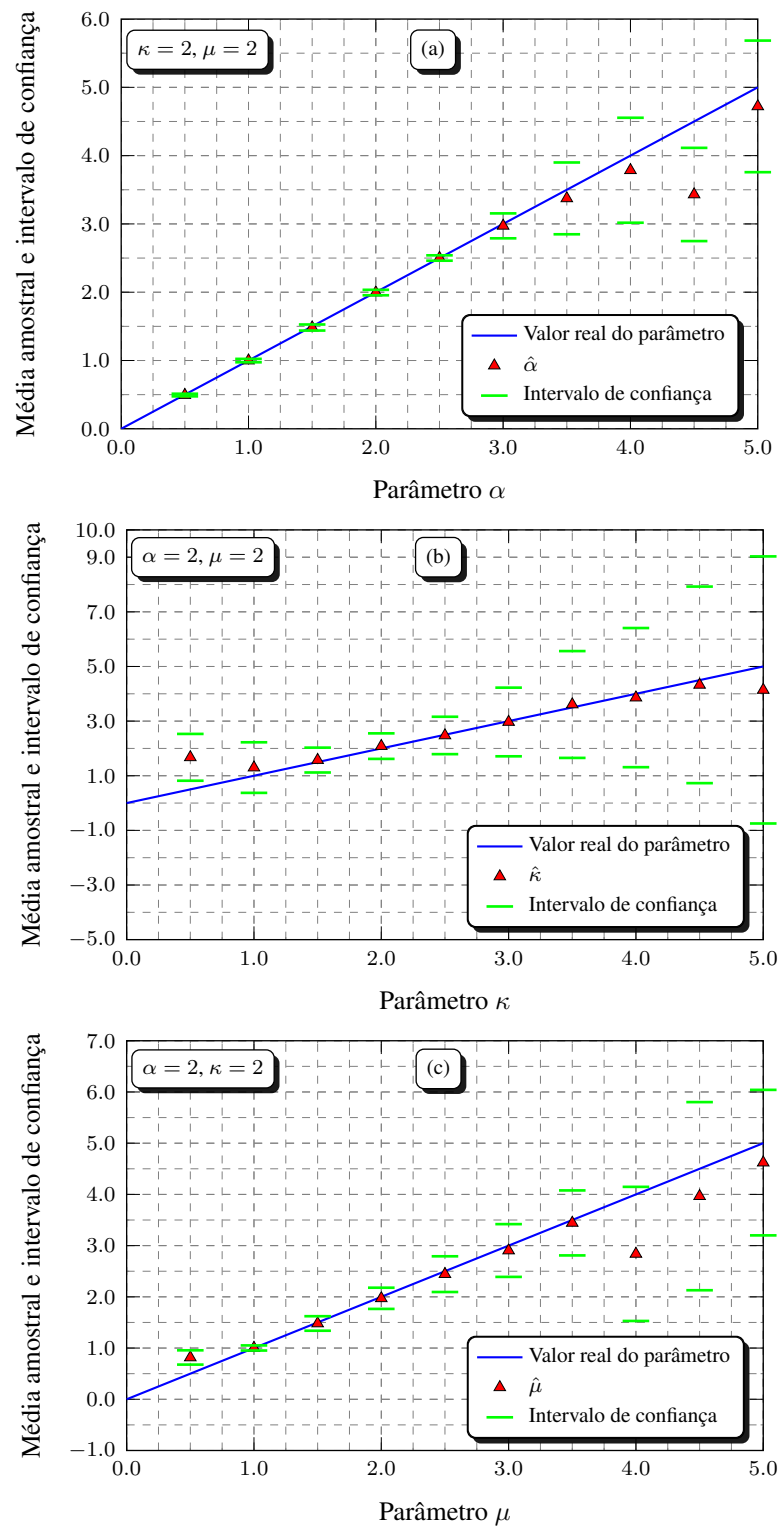 Média amostral e intervalo de confiança
6.0
5.0
4.0
3.0
2.0
1.0
0.0
κ = 2, μ = 2
(a)
Valor real do parâmetro
α̂
Intervalo de confiança
0.0 1.0 2.0 3.0 4.0 5.0
Parâmetro α
Média amostral e intervalo de confiança
10.0
9.0
7.0
5.0
3.0
1.0
−1.0
−3.0
−5.0
α = 2, μ = 2
(b)
Valor real do parâmetro
κ̂
Intervalo de confiança
0.0 1.0 2.0 3.0 4.0 5.0
Parâmetro κ
Média amostral e intervalo de confiança
7.0
6.0
5.0
4.0
3.0
2.0
1.0
0.0
−1.0
α = 2, κ = 2
(c)
Valor real do parâmetro
μ̂
Intervalo de confiança
0.0 1.0 2.0 3.0 4.0 5.0
Parâmetro μ